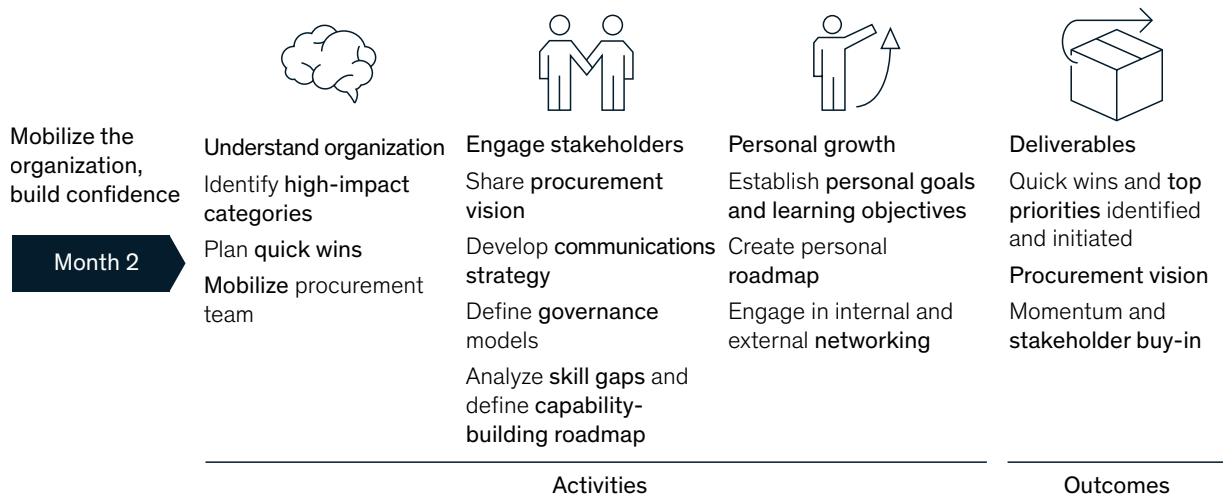 Mobilize the
organization,
build confidence
Month 2
Understand organization
Identify high-impact
categories
Plan quick wins
Mobilize procurement
team
Engage stakeholders
Share procurement
vision
Develop communications
strategy
Define governance
models
Analyze skill gaps and
define capability-
building roadmap
Personal growth
Establish personal goals
and learning objectives
Create personal
roadmap
Engage in internal and
external networking
Deliverables
Quick wins and top
priorities identified
and initiated
Procurement vision
Momentum and
stakeholder buy-in
Activities
Outcomes